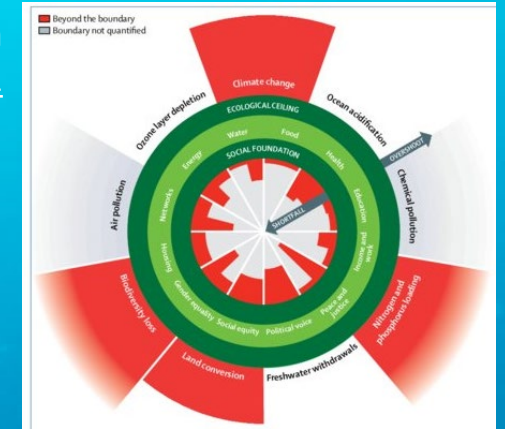 Beyond the boundary
Boundary not quantified
Climate change
Ozone layer depletion
Ocean acidification
ECOLOGICAL CEILING
Water
Food
Energy
Health
SOCIAL FOUNDATION
OVERSHOOT
Air pollution
Networks
Education
Chemical pollution
SHORTFALL
Housing
Income and
work
Gender equality
Social equity
Political voice
Peace and
justice
Biodiversity loss
Nitrogen and
phosphorus loading
Land conversion
Freshwater withdrawals